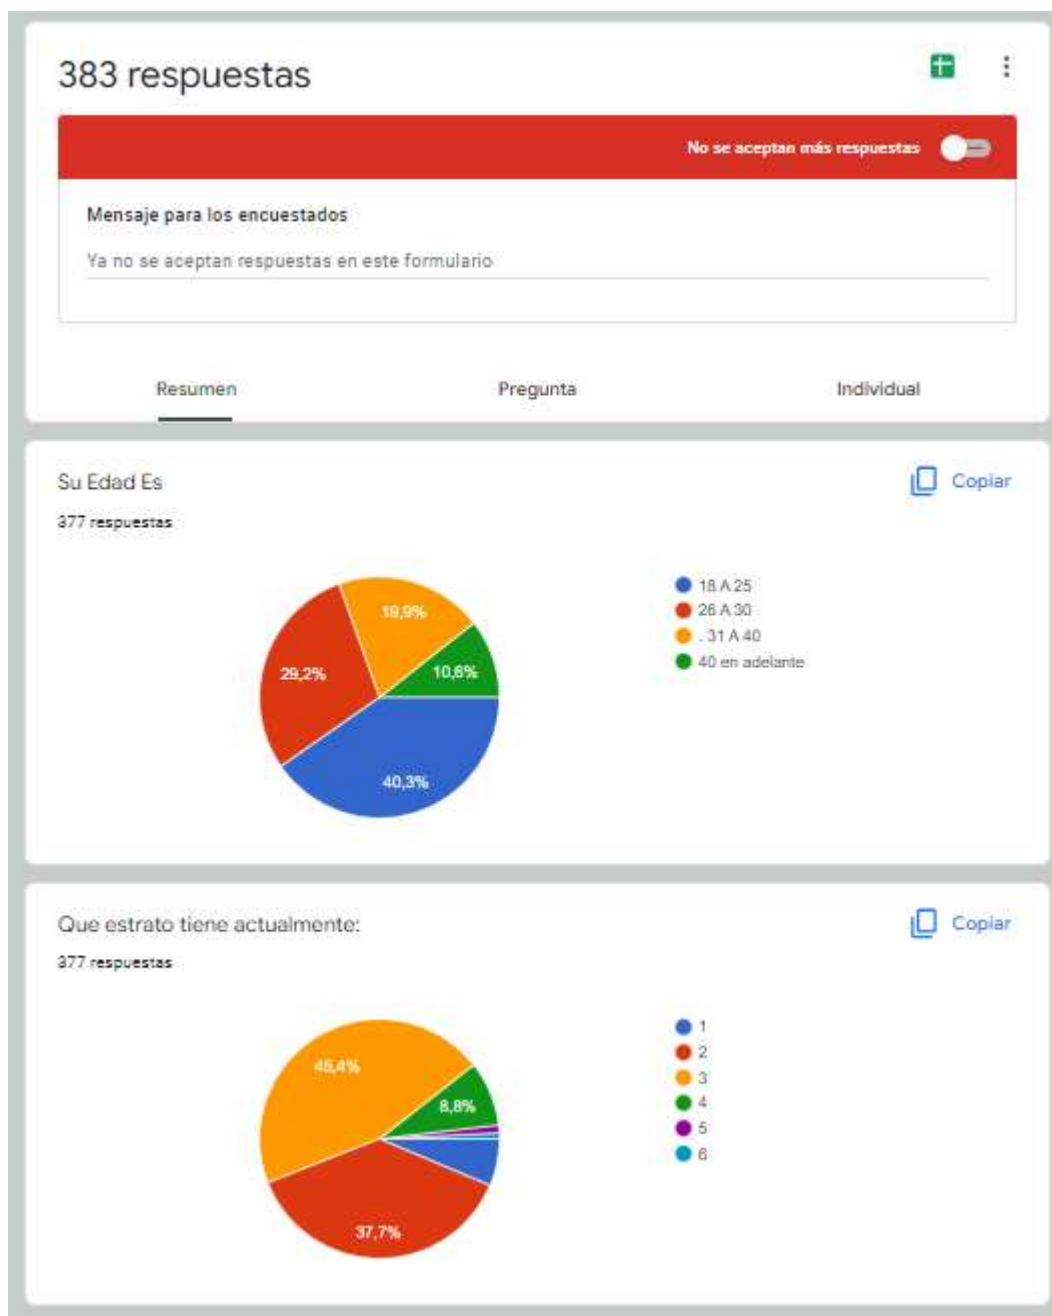 383 respuestas
No se aceptan más respuestas
Mensaje para los encuestados
Ya no se aceptan respuestas en este formulario
Resumen Pregunta Individual
Su Edad Es
Copiar
377 respuestas
18 A 25
26 A 30
. 31 A 40
40 en adelante
19,9%
29,2%
10,6%
40,3%
Que estrato tiene actualmente:
Copiar
377 respuestas
1
2
3
4
5
6
45,4%
8,8%
37,7%